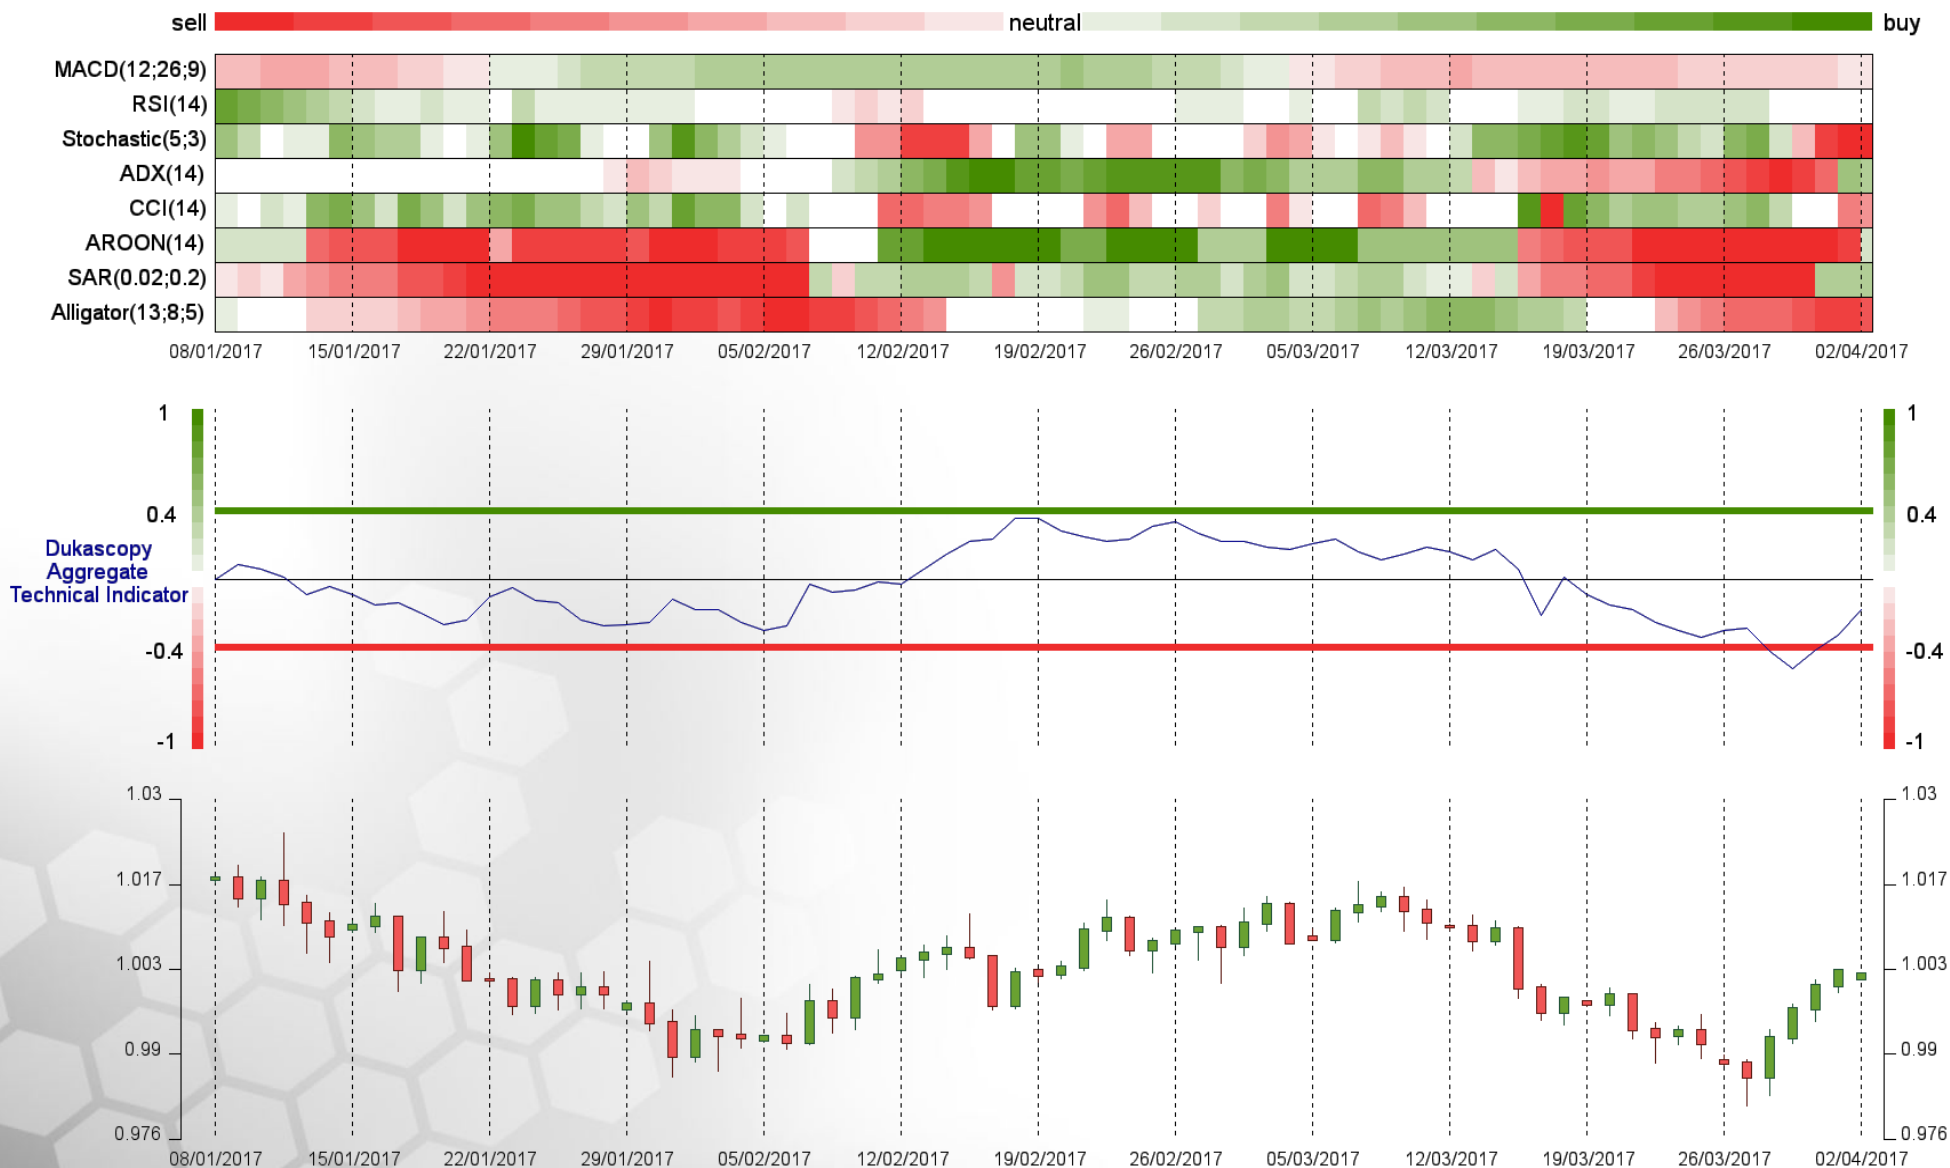 sell neutral buy
MACD(12;26;9)
RSI(14)
Stochastic(5;3)
ADX(14)
CCI(14)
AROON(14)
SAR(0.02;0.2)
Alligator(13;8;5)
08/01/2017 15/01/2017 22/01/2017 29/01/2017 05/02/2017 12/02/2017 19/02/2017 26/02/2017 05/03/2017 12/03/2017 19/03/2017 26/03/2017 02/04/2017
1 1
0.4 0.4
Dukascopy
Aggregate
Technical Indicator
-0.4 -0.4
-1 -1
1.03 1.03
1.017 1.017
1.003 1.003
0.99 0.99
0.976 0.976
08/01/2017 15/01/2017 22/01/2017 29/01/2017 05/02/2017 12/02/2017 19/02/2017 26/02/2017 05/03/2017 12/03/2017 19/03/2017 26/03/2017 02/04/2017